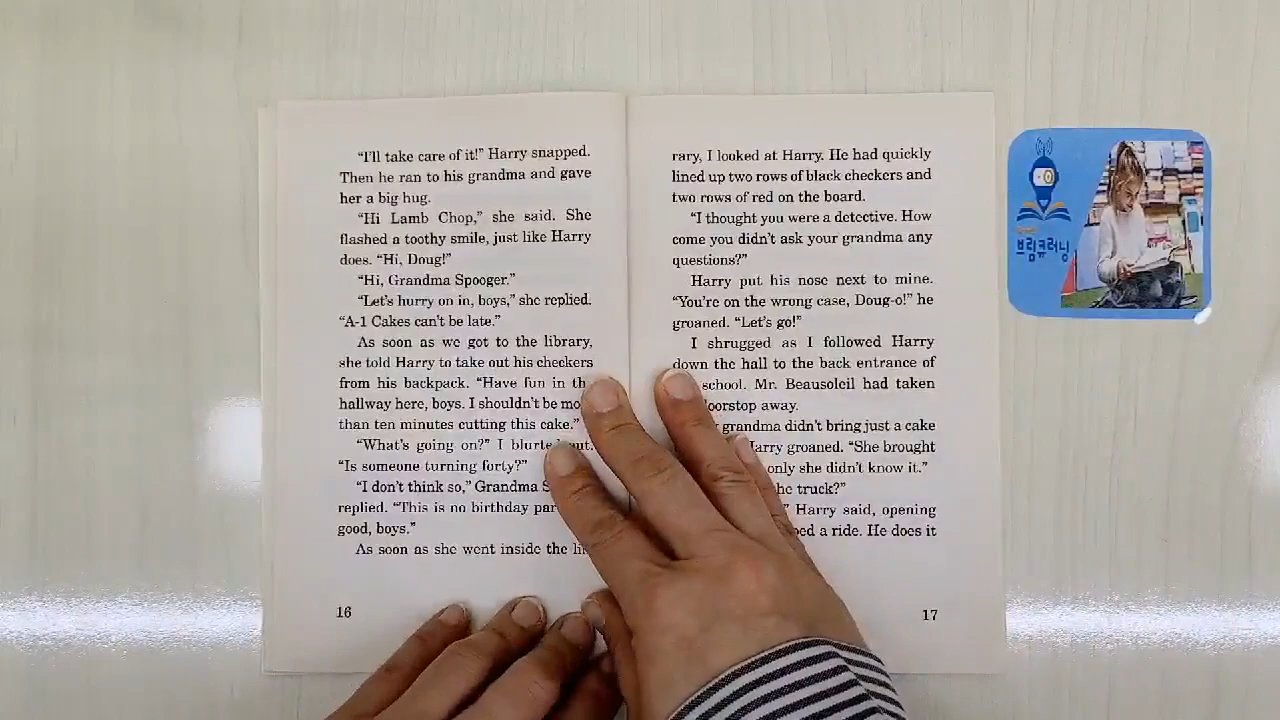 "I'll take care of it!" Harry snapped.
Then he ran to his grandma and gave
her a big hug.
"Hi Lamb Chop," she said. She
flashed a toothy smile, just like Harry
does. "Hi, Doug!"
"Hi, Grandma Spooger."
"Let's hurry on in, boys," she replied.
"A-1 Cakes can't be late."
As soon as we got to the library,
she told Harry to take out his checkers
from his backpack. "Have fun in
hallway here, boys. I shouldn't be
than ten minutes cutting this cake."
"What's going on?" I
"Is someone turning forty?"
"I don't think so," Grandma
replied. "This is no birthday
good, boys."
As soon as she went inside the
16
rary, I looked at Harry. He had quickly
lined up two rows of black checkers and
two rows of red on the board.
"I thought you were a detective. How
come you didn't ask your grandma any
questions?"
Harry put his nose next to mine.
"You're on the wrong case, Doug-o!" he
groaned. "Let's go!"
I shrugged as I followed Harry
down the hall to the back entrance of
school. Mr. Beausoleil had taken
away.
grandma didn't bring just a cake
Harry groaned. "She brought
only she didn't know it."
truck?"
Harry said, opening
a ride. He does it
17
브림큐러닝